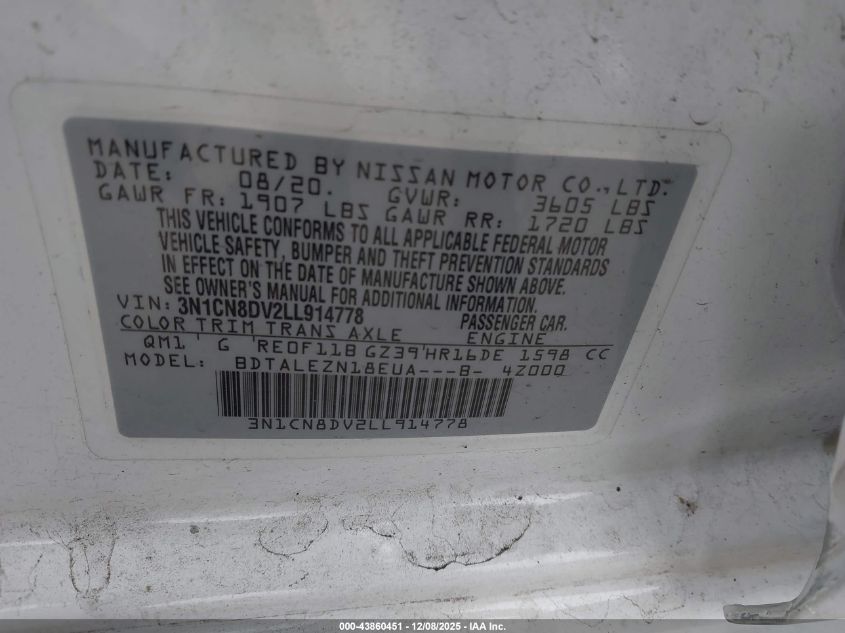 MANUFACTURED BY NISSAN MOTOR CO., LTD.
DATE: 08/20. GVWR: 3605 LBS
GAWR FR: 1907 LBS GAWR RR: 1720 LBS
THIS VEHICLE CONFORMS TO ALL APPLICABLE FEDERAL MOTOR
VEHICLE SAFETY, BUMPER AND THEFT PREVENTION STANDARDS
IN EFFECT ON THE DATE OF MANUFACTURE SHOWN ABOVE.
SEE OWNER'S MANUAL FOR ADDITIONAL INFORMATION.
VIN: 3N1CN8DV2LL914778 PASSENGER CAR.
COLOR TRIM TRANS AXLE ENGINE
QM1' G 'RE0F11B GZ39'HR16DE 1598 CC
MODEL: BDTALEZN18EUA---B- 4Z000
3N1CN8DV2LL914778
000-43860451 - 12/08/2025 - IAA Inc.